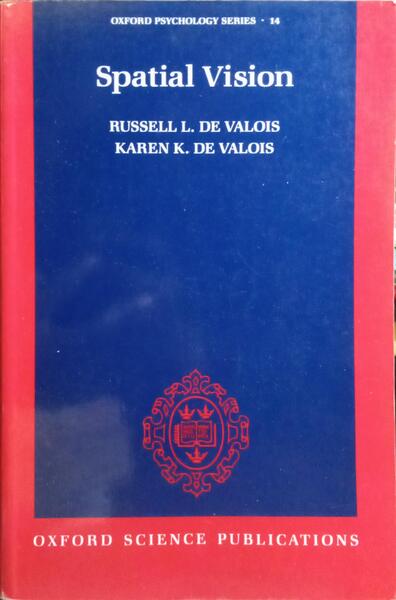 OXFORD PSYCHOLOGY SERIES · 14
Spatial Vision
RUSSELL L. DE VALOIS
KAREN K. DE VALOIS
OXFORD SCIENCE PUBLICATIONS